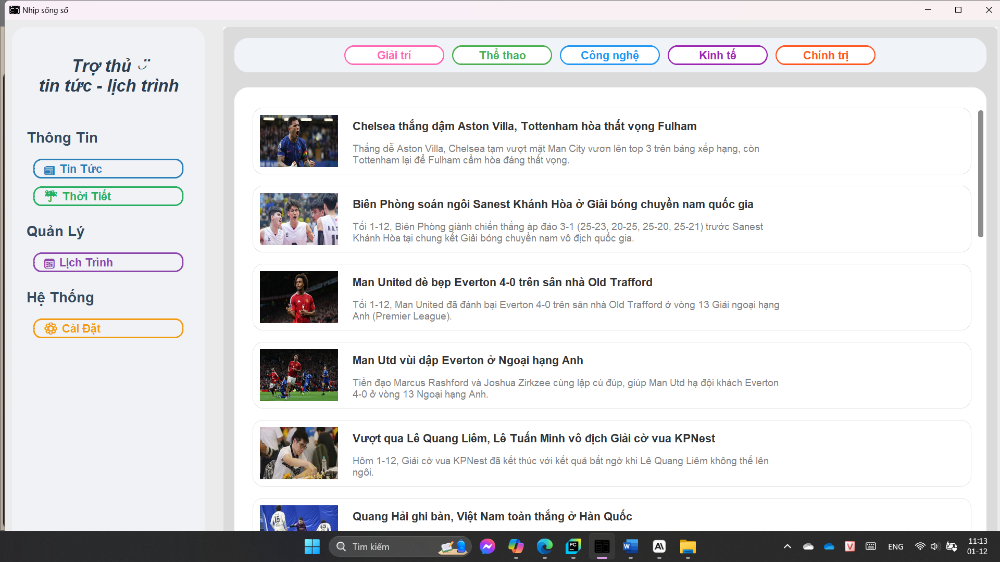 Nhịp sống số
Trợ thủ
tin tức - lịch trình
Thông Tin
Tin Tức
Thời Tiết
Quản Lý
Lịch Trình
Hệ Thống
Cài Đặt
Giải trí
Thể thao
Công nghệ
Kinh tế
Chính trị
Chelsea thắng đậm Aston Villa, Tottenham hòa thất vọng Fulham
Thắng dễ Aston Villa, Chelsea tạm vượt mặt Man City vươn lên top 3 trên bảng xếp hạng, còn
Tottenham lại để Fulham cầm hòa đáng thất vọng.
Biên Phòng soán ngôi Sanest Khánh Hòa ở Giải bóng chuyền nam quốc gia
Tối 1-12, Biên Phòng giành chiến thắng áp đảo 3-1 (25-23, 20-25, 25-20, 25-21) trước Sanest
Khánh Hòa tại chung kết Giải bóng chuyền nam vô địch quốc gia.
Man United đè bẹp Everton 4-0 trên sân nhà Old Trafford
Tối 1-12, Man United đã đánh bại Everton 4-0 trên sân nhà Old Trafford ở vòng 13 Giải ngoại hạng
Anh (Premier League).
Man Utd vùi dập Everton ở Ngoại hạng Anh
Tiền đạo Marcus Rashford và Joshua Zirkzee cùng lập cú đúp, giúp Man Utd hạ đội khách Everton
4-0 ở vòng 13 Ngoại hạng Anh.
Vượt qua Lê Quang Liêm, Lê Tuấn Minh vô địch Giải cờ vua KPNest
Hôm 1-12, Giải cờ vua KPNest đã kết thúc với kết quả bất ngờ khi Lê Quang Liêm không thể lên
ngôi.
Quang Hải ghi bàn, Việt Nam toàn thắng ở Hàn Quốc
Tìm kiếm
ENG
11:13
01-12